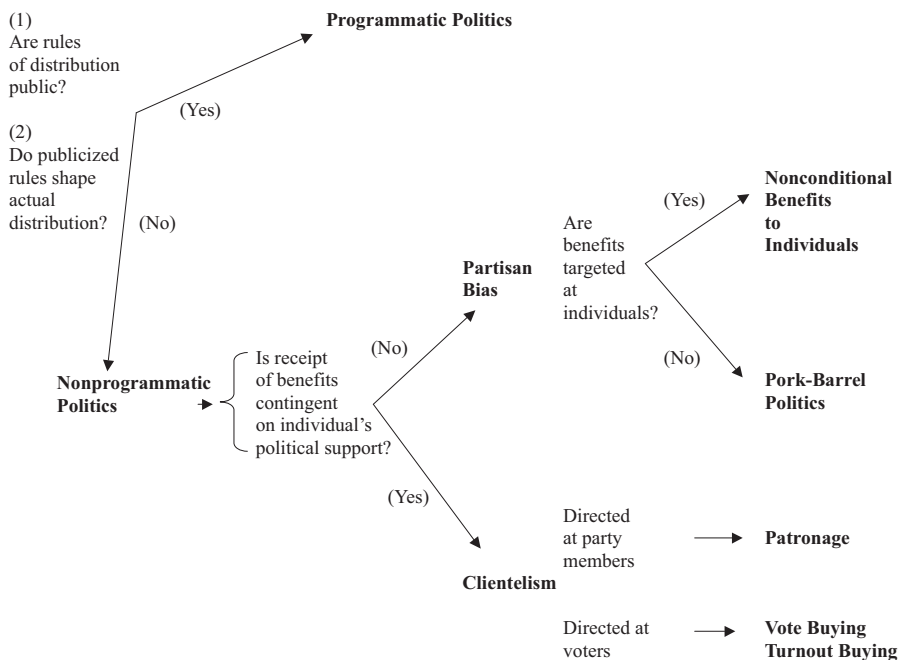 (1)
Are rules
of distribution
public?
Programmatic Politics
(Yes)
(2)
Do publicized
rules shape
actual
distribution?
(No)
Nonprogrammatic
Politics
Is receipt
of benefits
contingent
on individual's
political support?
(No)
Partisan
Bias
Are
benefits
targeted
at
individuals?
(Yes)
Nonconditional
Benefits
to
Individuals
(No)
Pork-Barrel
Politics
(Yes)
Clientelism
Directed
at party
members
Patronage
Directed at
voters
Vote Buying
Turnout Buying